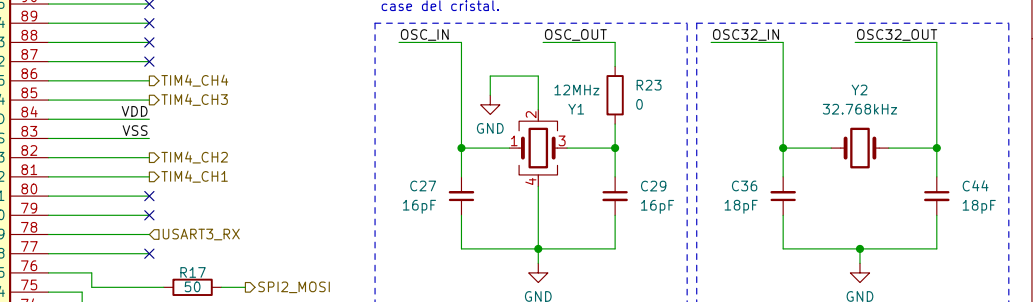 case del cristal.
89
88
87
86 TIM4_CH4
85 TIM4_CH3
84 VDD
83 VSS
82 TIM4_CH2
81 TIM4_CH1
80
79
78 USART3_RX
77
76
75
R17
50
SPI2_MOSI
OSC_IN
OSC_OUT
12MHz
Y1
R23
0
GND
2
1
3
4
C27
16pF
C29
16pF
GND
OSC32_IN
OSC32_OUT
Y2
32.768kHz
C36
18pF
C44
18pF
GND